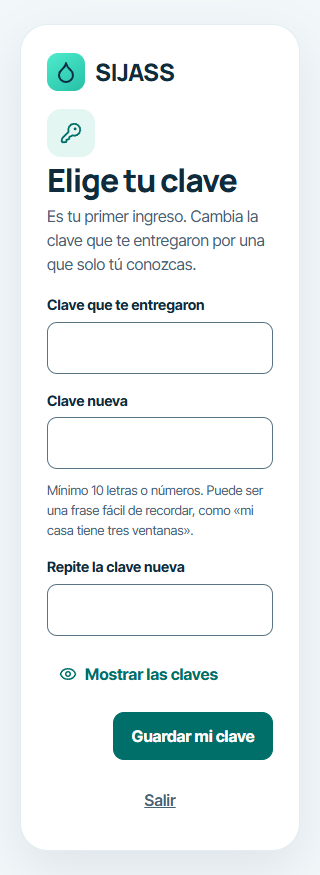 SIJASS
Elige tu clave
Es tu primer ingreso. Cambia la
clave que te entregaron por una
que solo tú conozcas.
Clave que te entregaron
Clave nueva
Mínimo 10 letras o números. Puede ser
una frase fácil de recordar, como «mi
casa tiene tres ventanas».
Repite la clave nueva
Mostrar las claves
Guardar mi clave
Salir